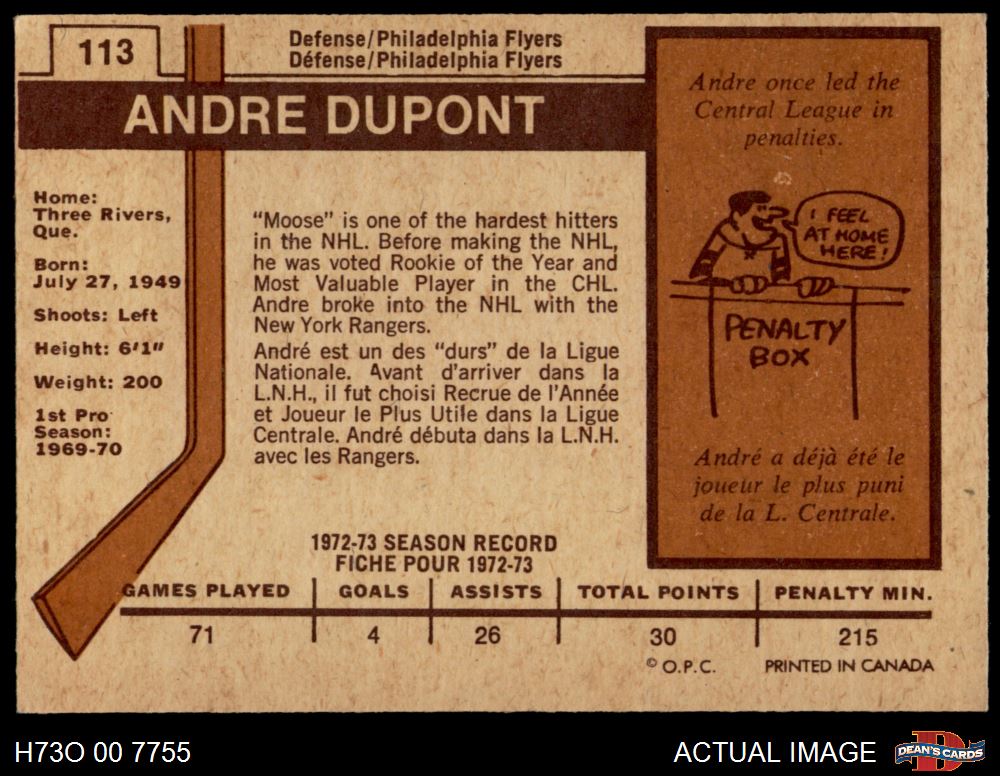 113
Defense/Philadelphia Flyers
Défense/Philadelphia Flyers
ANDRE DUPONT
Home:
Three Rivers,
Que.
Born:
July 27, 1949
Shoots: Left
Height: 6'1"
Weight: 200
1st Pro
Season:
1969-70
"Moose" is one of the hardest hitters
in the NHL. Before making the NHL,
he was voted Rookie of the Year and
Most Valuable Player in the CHL.
Andre broke into the NHL with the
New York Rangers.
André est un des "durs" de la Ligue
Nationale. Avant d'arriver dans la
L.N.H., il fut choisi Recrue de l'Année
et Joueur le Plus Utile dans la Ligue
Centrale. André débuta dans la L.N.H.
avec les Rangers.
Andre once led the
Central League in
penalties.
I FEEL
AT HOME
HERE!
PENALTY
BOX
André a déjà été le
joueur le plus puni
de la L. Centrale.
1972-73 SEASON RECORD
FICHE POUR 1972-73
GAMES PLAYED GOALS ASSISTS TOTAL POINTS PENALTY MIN.
71 4 26 30 215
© O.P.C. PRINTED IN CANADA
H73O 00 7755
ACTUAL IMAGE
DEAN'S CARDS